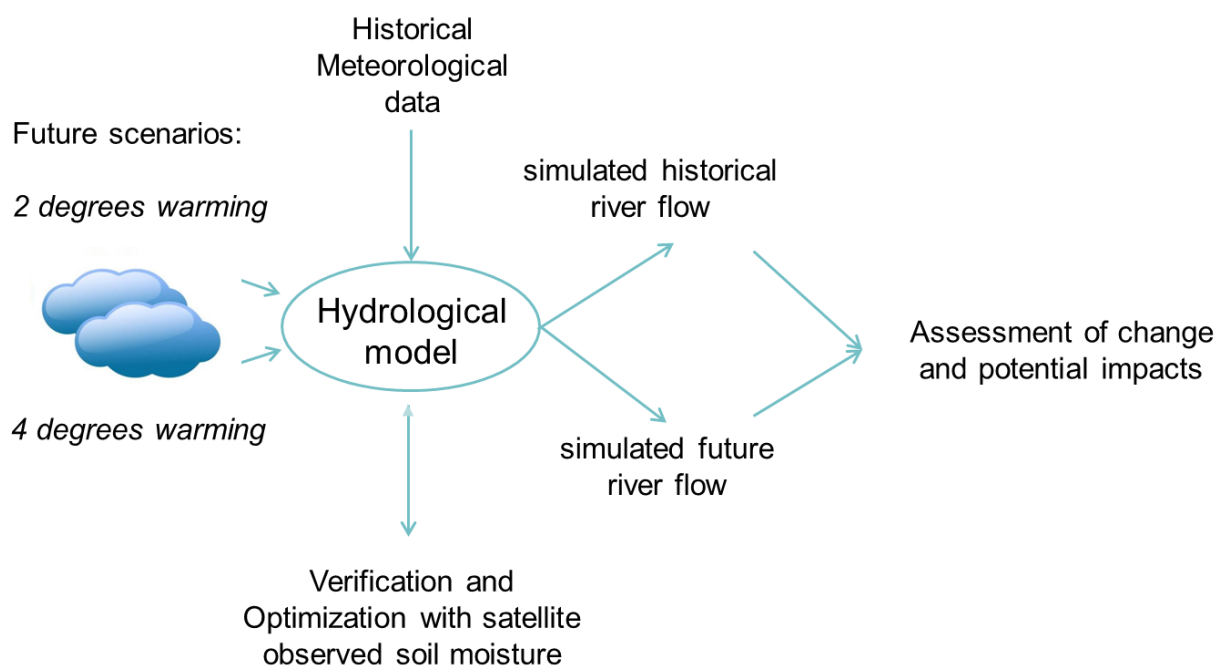 Historical
Meteorological
data
Future scenarios:
2 degrees warming
4 degrees warming
Hydrological
model
simulated historical
river flow
simulated future
river flow
Assessment of change
and potential impacts
Verification and
Optimization with satellite
observed soil moisture